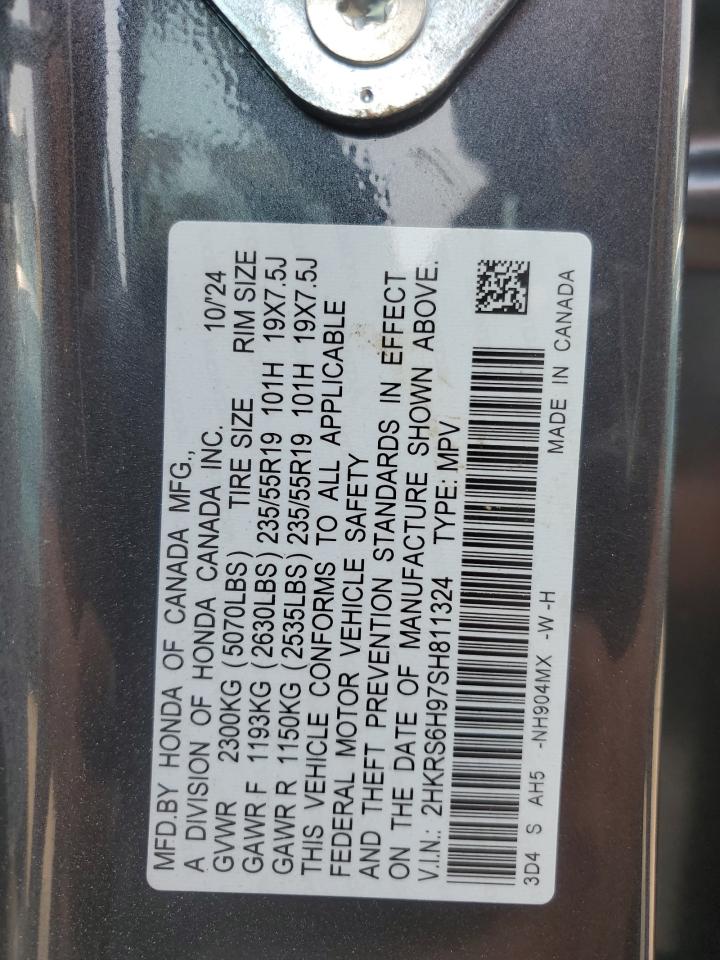 MFD.BY HONDA OF CANADA MFG.,
A DIVISION OF HONDA CANADA INC. 10/'24
GVWR 2300KG (5070LBS) TIRE SIZE RIM SIZE
GAWR F 1193KG (2630LBS) 235/55R19 101H 19X7.5J
GAWR R 1150KG (2535LBS) 235/55R19 101H 19X7.5J
THIS VEHICLE CONFORMS TO ALL APPLICABLE
FEDERAL MOTOR VEHICLE SAFETY
AND THEFT PREVENTION STANDARDS IN EFFECT
ON THE DATE OF MANUFACTURE SHOWN ABOVE.
V.I.N.: 2HKRS6H97SH811324 TYPE: MPV
3D4 S AH5 -NH904MX -W -H MADE IN CANADA